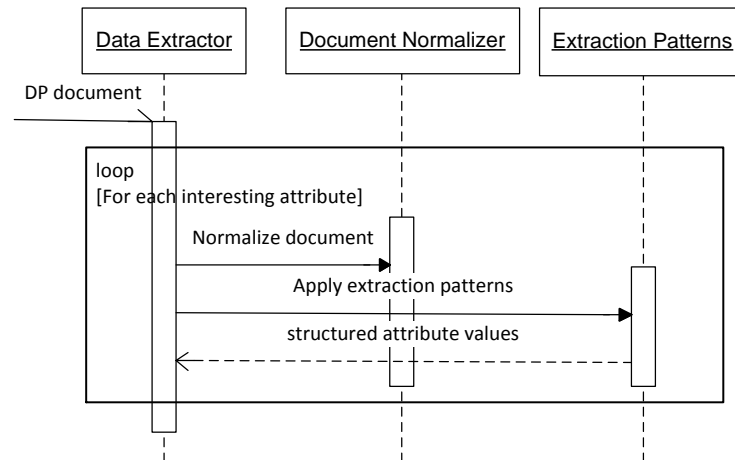 Data Extractor
Document Normalizer
Extraction Patterns
DP document
loop
[For each interesting attribute]
Normalize document
Apply extraction patterns
structured attribute values